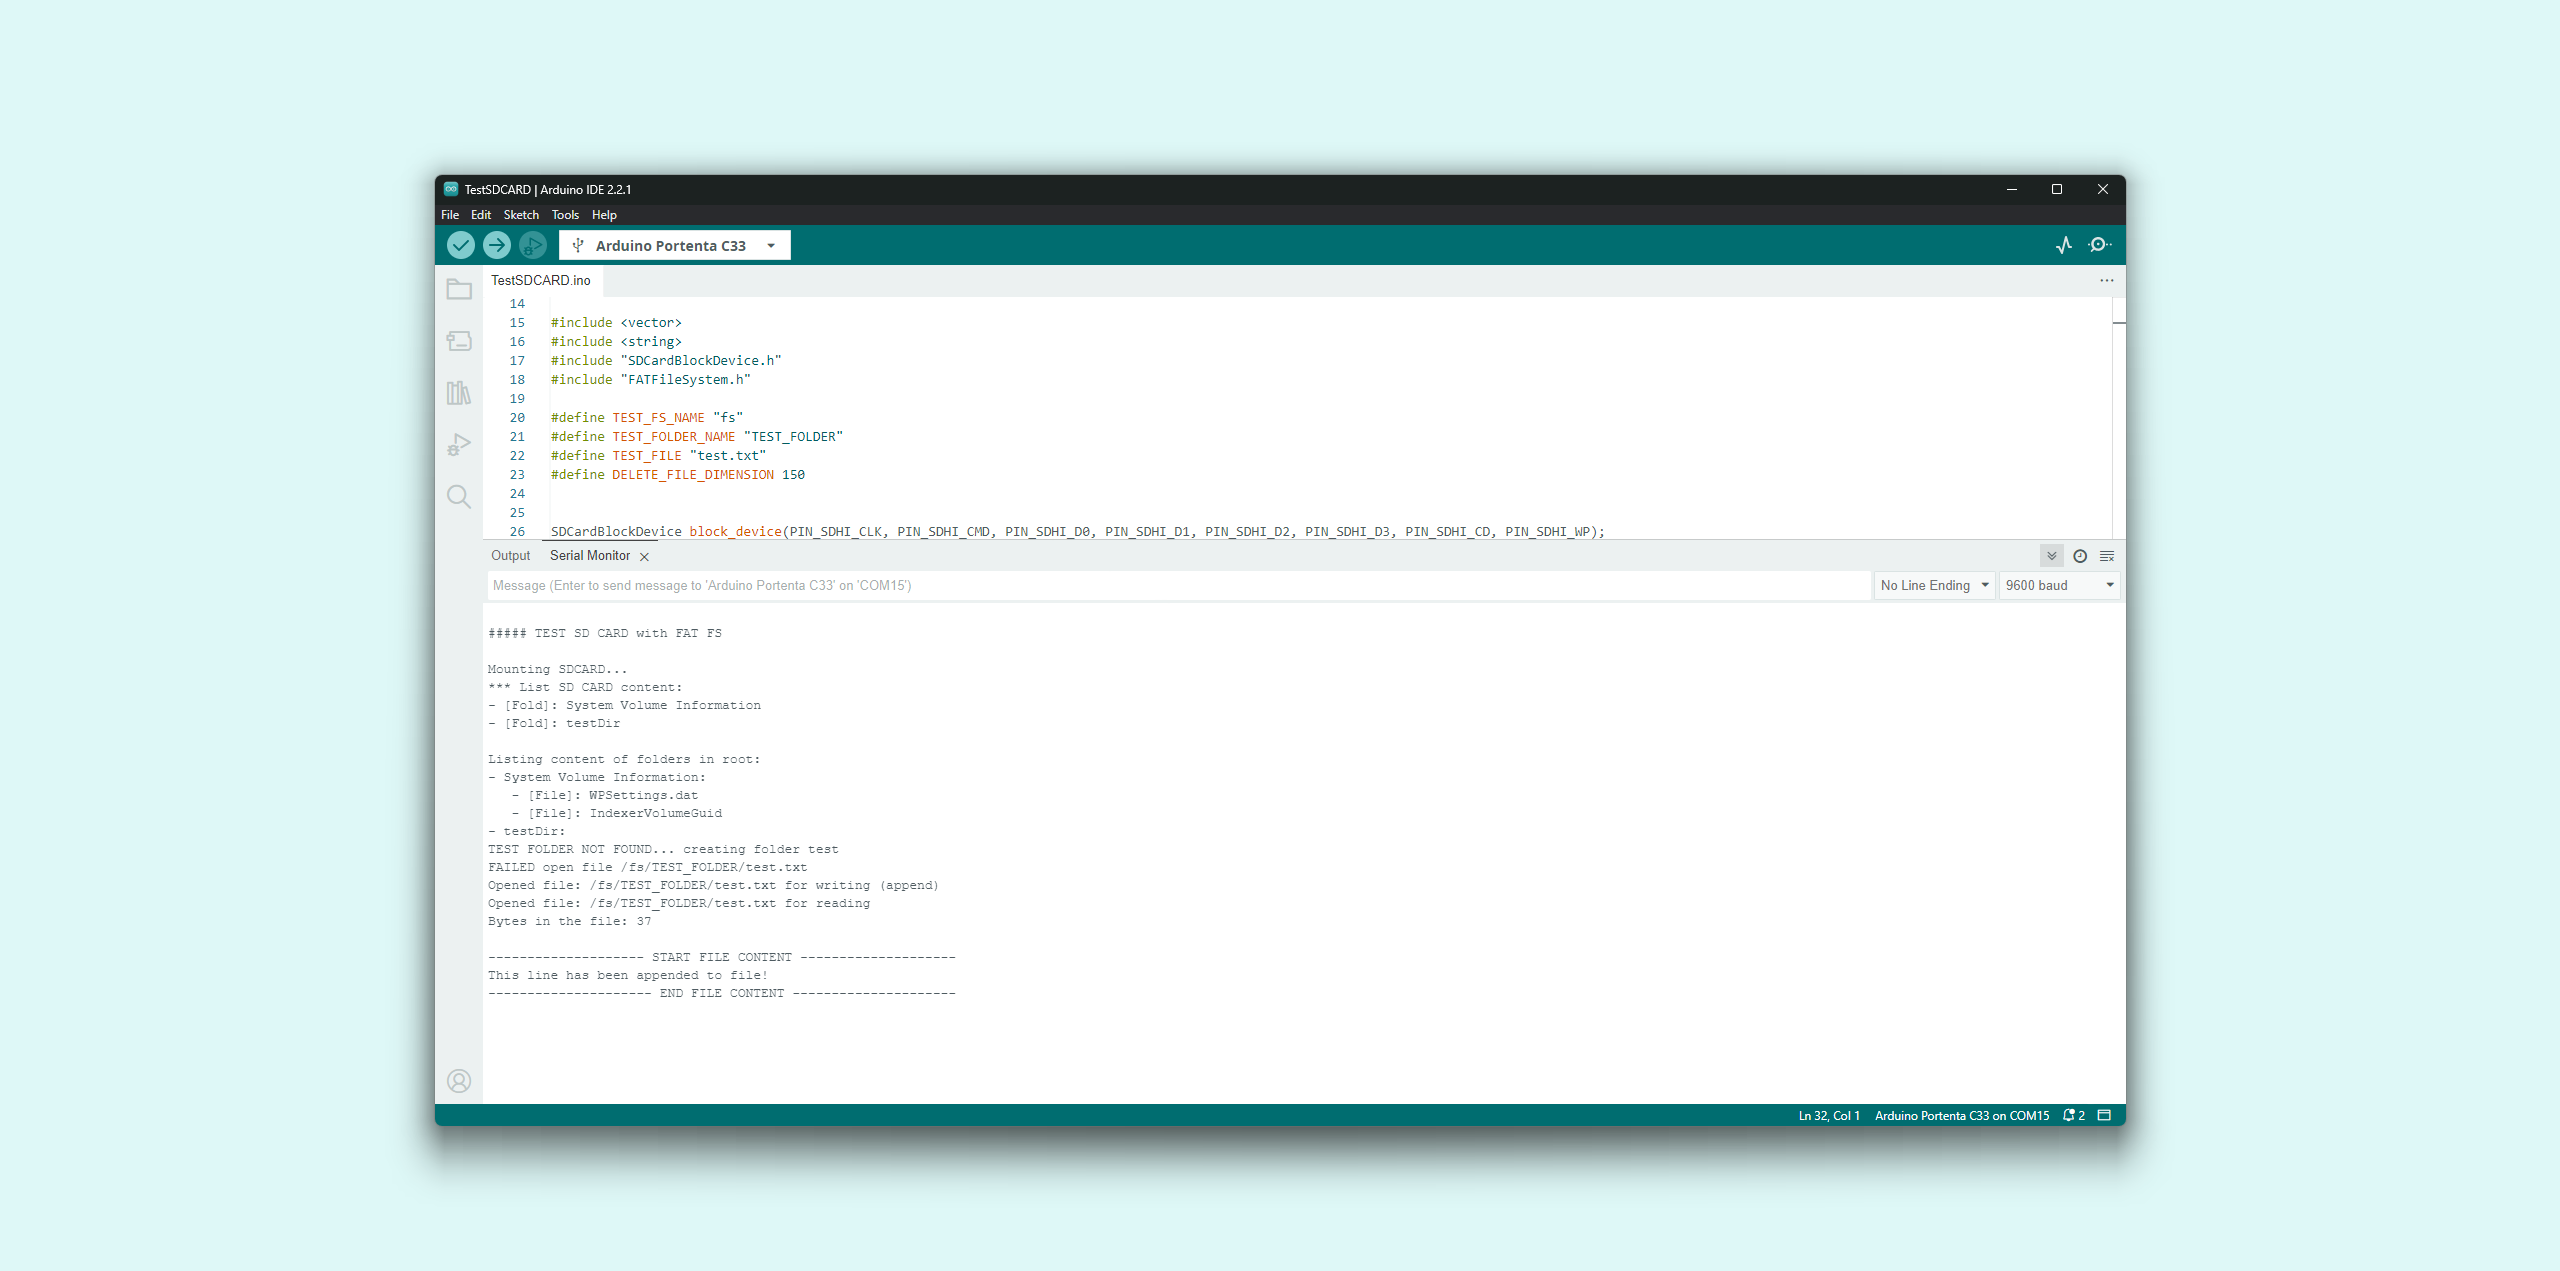 TestSDCARD | Arduino IDE 2.2.1
File Edit Sketch Tools Help
Arduino Portenta C33
TestSDCARD.ino
14
15 #include <vector>
16 #include <string>
17 #include "SDCardBlockDevice.h"
18 #include "FATFileSystem.h"
19
20 #define TEST_FS_NAME "fs"
21 #define TEST_FOLDER_NAME "TEST_FOLDER"
22 #define TEST_FILE "test.txt"
23 #define DELETE_FILE_DIMENSION 150
24
25
26 SDCardBlockDevice block_device(PIN_SDHI_CLK, PIN_SDHI_CMD, PIN_SDHI_D0, PIN_SDHI_D1, PIN_SDHI_D2, PIN_SDHI_D3, PIN_SDHI_CD, PIN_SDHI_WP);
Output Serial Monitor
Message (Enter to send message to 'Arduino Portenta C33' on 'COM15') No Line Ending 9600 baud
##### TEST SD CARD with FAT FS
Mounting SDCARD...
*** List SD CARD content:
- [Fold]: System Volume Information
- [Fold]: testDir
Listing content of folders in root:
- System Volume Information:
- [File]: WPSettings.dat
- [File]: IndexerVolumeGuid
- testDir:
TEST FOLDER NOT FOUND... creating folder test
FAILED open file /fs/TEST_FOLDER/test.txt
Opened file: /fs/TEST_FOLDER/test.txt for writing (append)
Opened file: /fs/TEST_FOLDER/test.txt for reading
Bytes in the file: 37
-------------------- START FILE CONTENT --------------------
This line has been appended to file!
--------------------- END FILE CONTENT ---------------------
Ln 32, Col 1 Arduino Portenta C33 on COM15 2